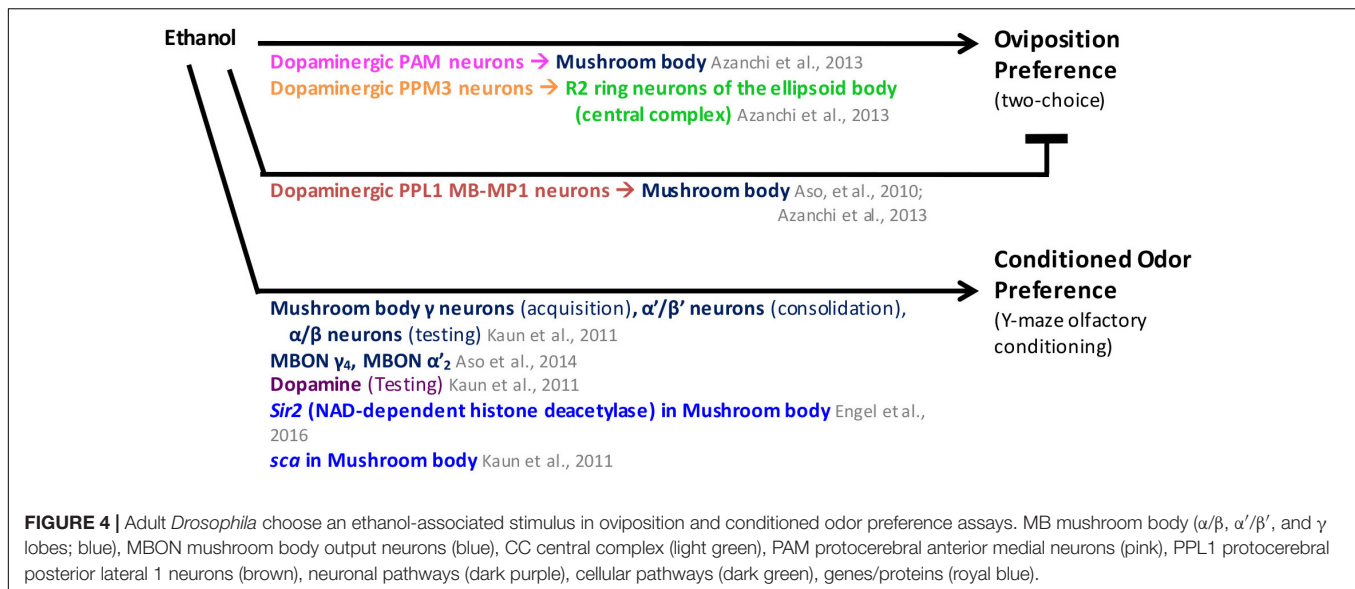 Ethanol
Oviposition
Preference
(two-choice)
Dopaminergic PAM neurons → Mushroom body Azanchi et al., 2013
Dopaminergic PPM3 neurons → R2 ring neurons of the ellipsoid body
(central complex) Azanchi et al., 2013
Dopaminergic PPL1 MB-MP1 neurons → Mushroom body Aso, et al., 2010;
Azanchi et al., 2013
Conditioned Odor
Preference
(Y-maze olfactory
conditioning)
Mushroom body γ neurons (acquisition), α′/β′ neurons (consolidation),
α/β neurons (testing) Kaun et al., 2011
MBON γ₄, MBON α′₂ Aso et al., 2014
Dopamine (Testing) Kaun et al., 2011
Sir2 (NAD-dependent histone deacetylase) in Mushroom body Engel et al.,
2016
sca in Mushroom body Kaun et al., 2011
FIGURE 4 | Adult Drosophila choose an ethanol-associated stimulus in oviposition and conditioned odor preference assays. MB mushroom body (α/β, α′/β′, and γ
lobes; blue), MBON mushroom body output neurons (blue), CC central complex (light green), PAM protocerebral anterior medial neurons (pink), PPL1 protocerebral
posterior lateral 1 neurons (brown), neuronal pathways (dark purple), cellular pathways (dark green), genes/proteins (royal blue).